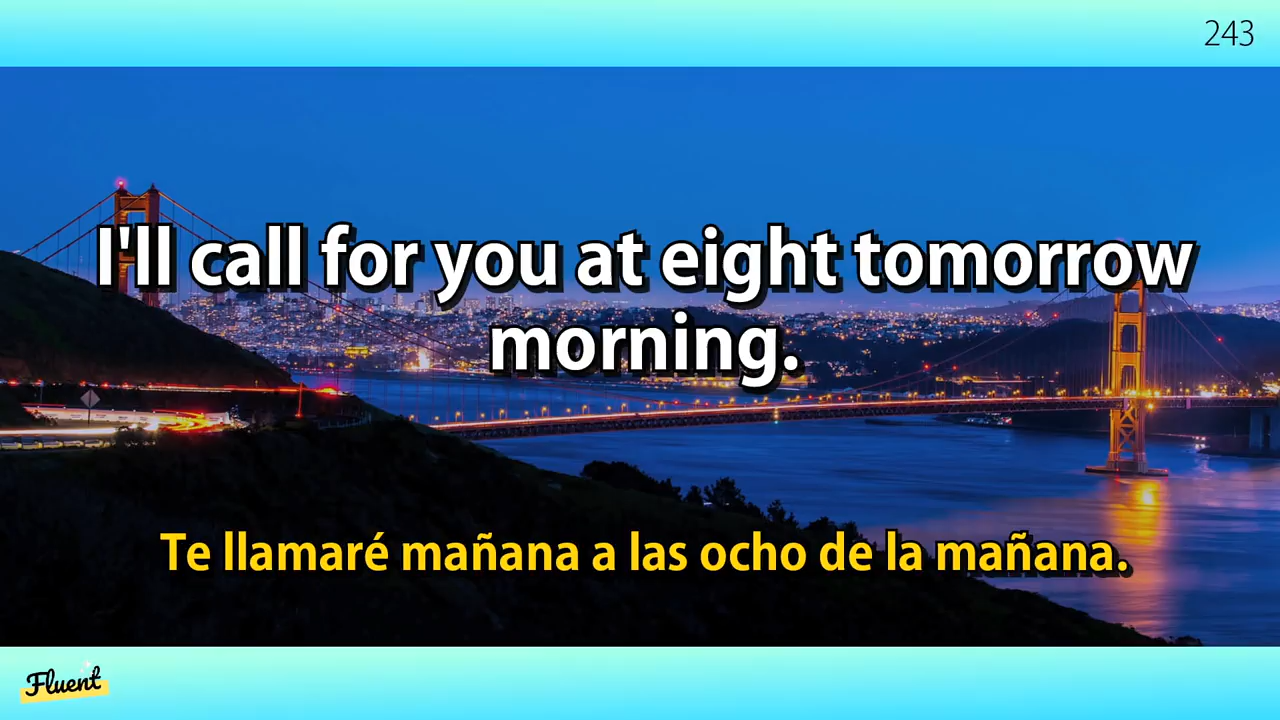 243
I'll call for you at eight tomorrow
morning.
Te llamaré mañana a las ocho de la mañana.
Fluent